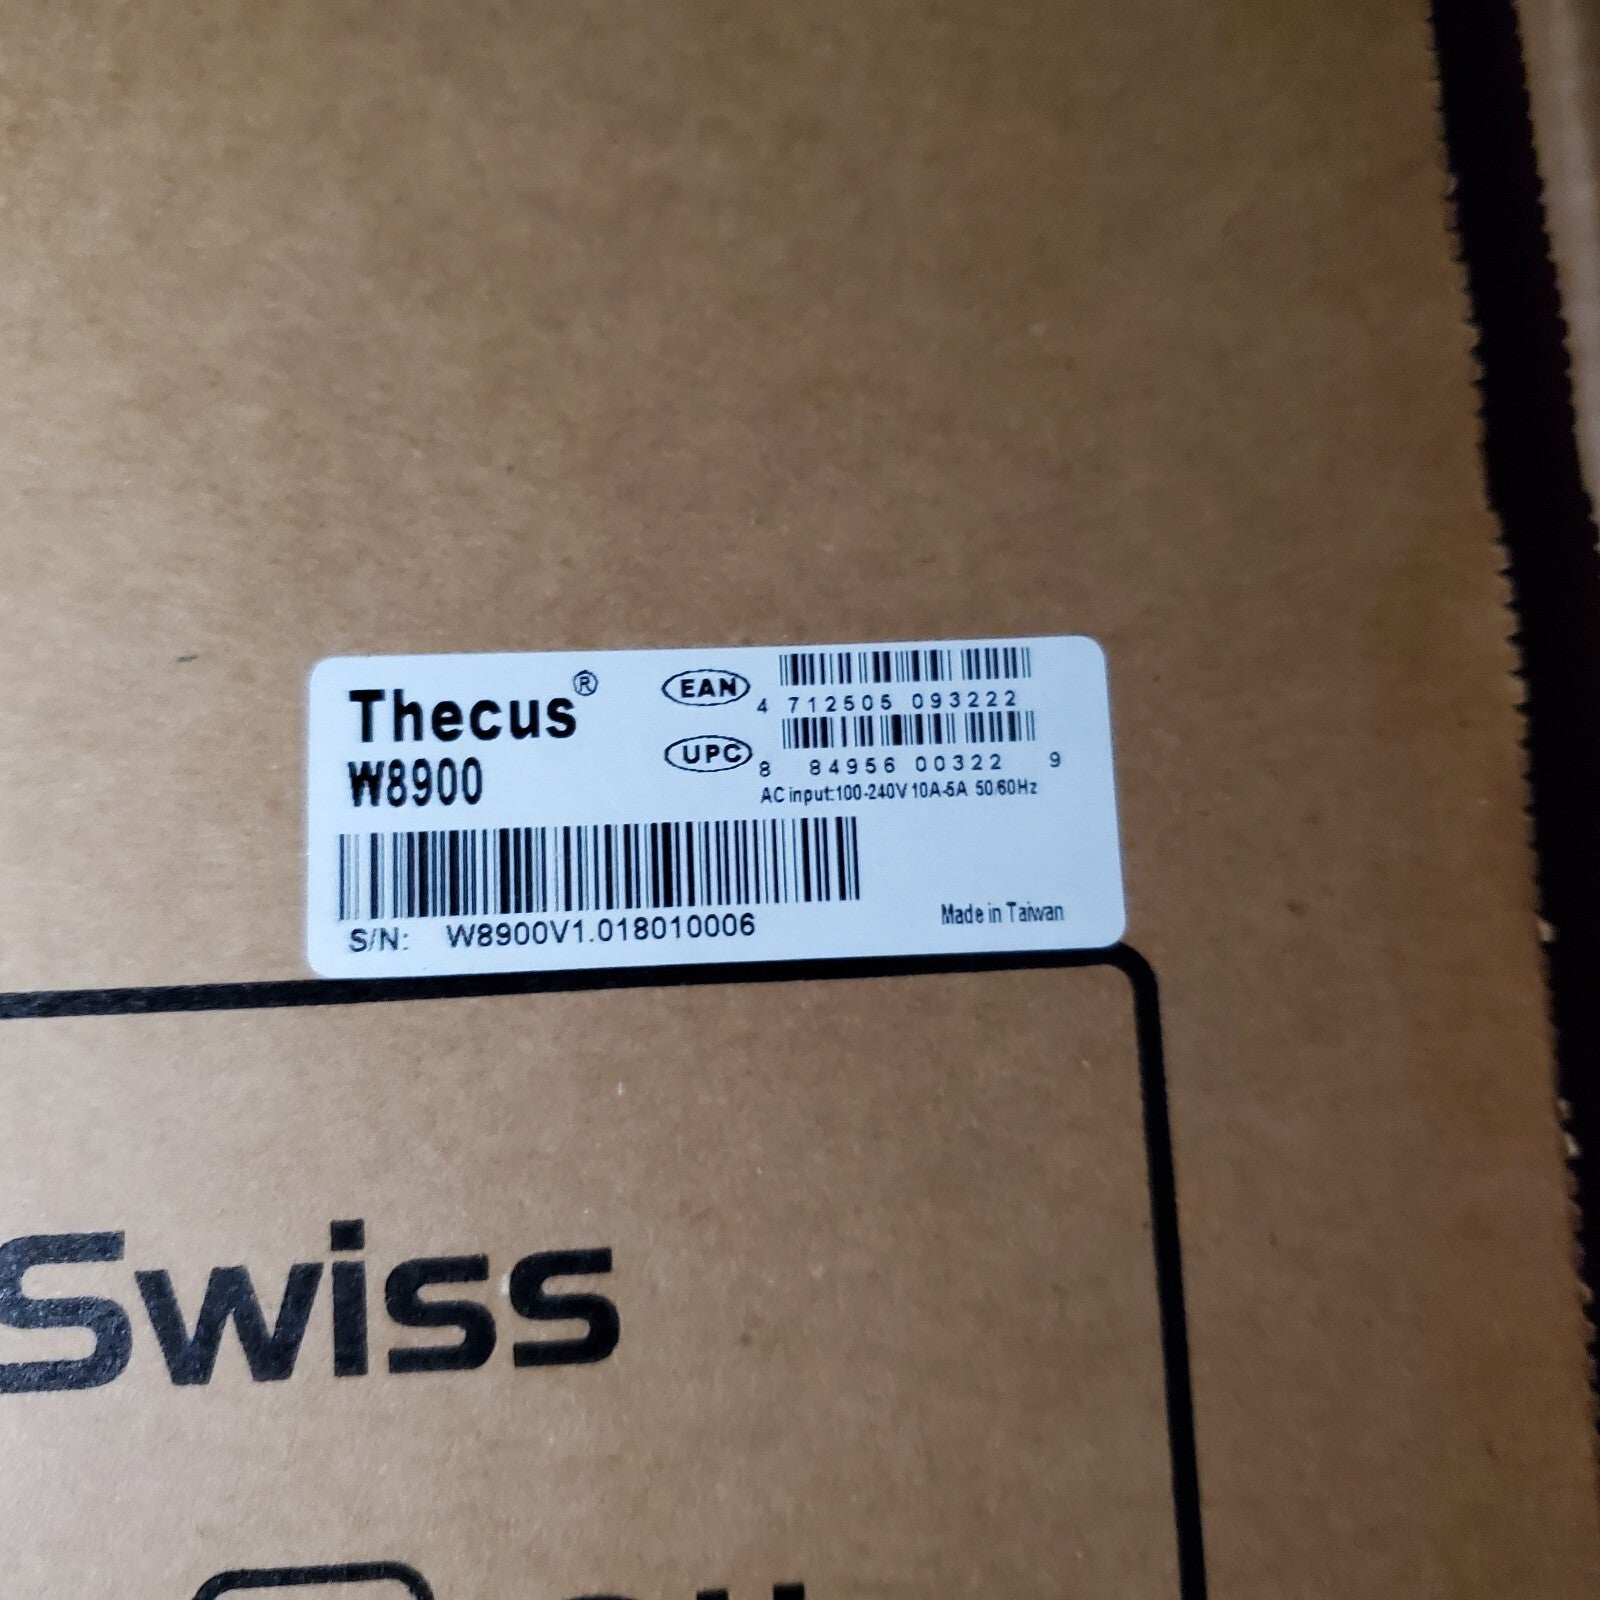 Thecus®
W8900
EAN
4 712505 093222
UPC
8 84956 00322 9
AC input:100-240V 10A-5A 50/60Hz
S/N: W8900V1.018010006
Made in Taiwan
Swiss